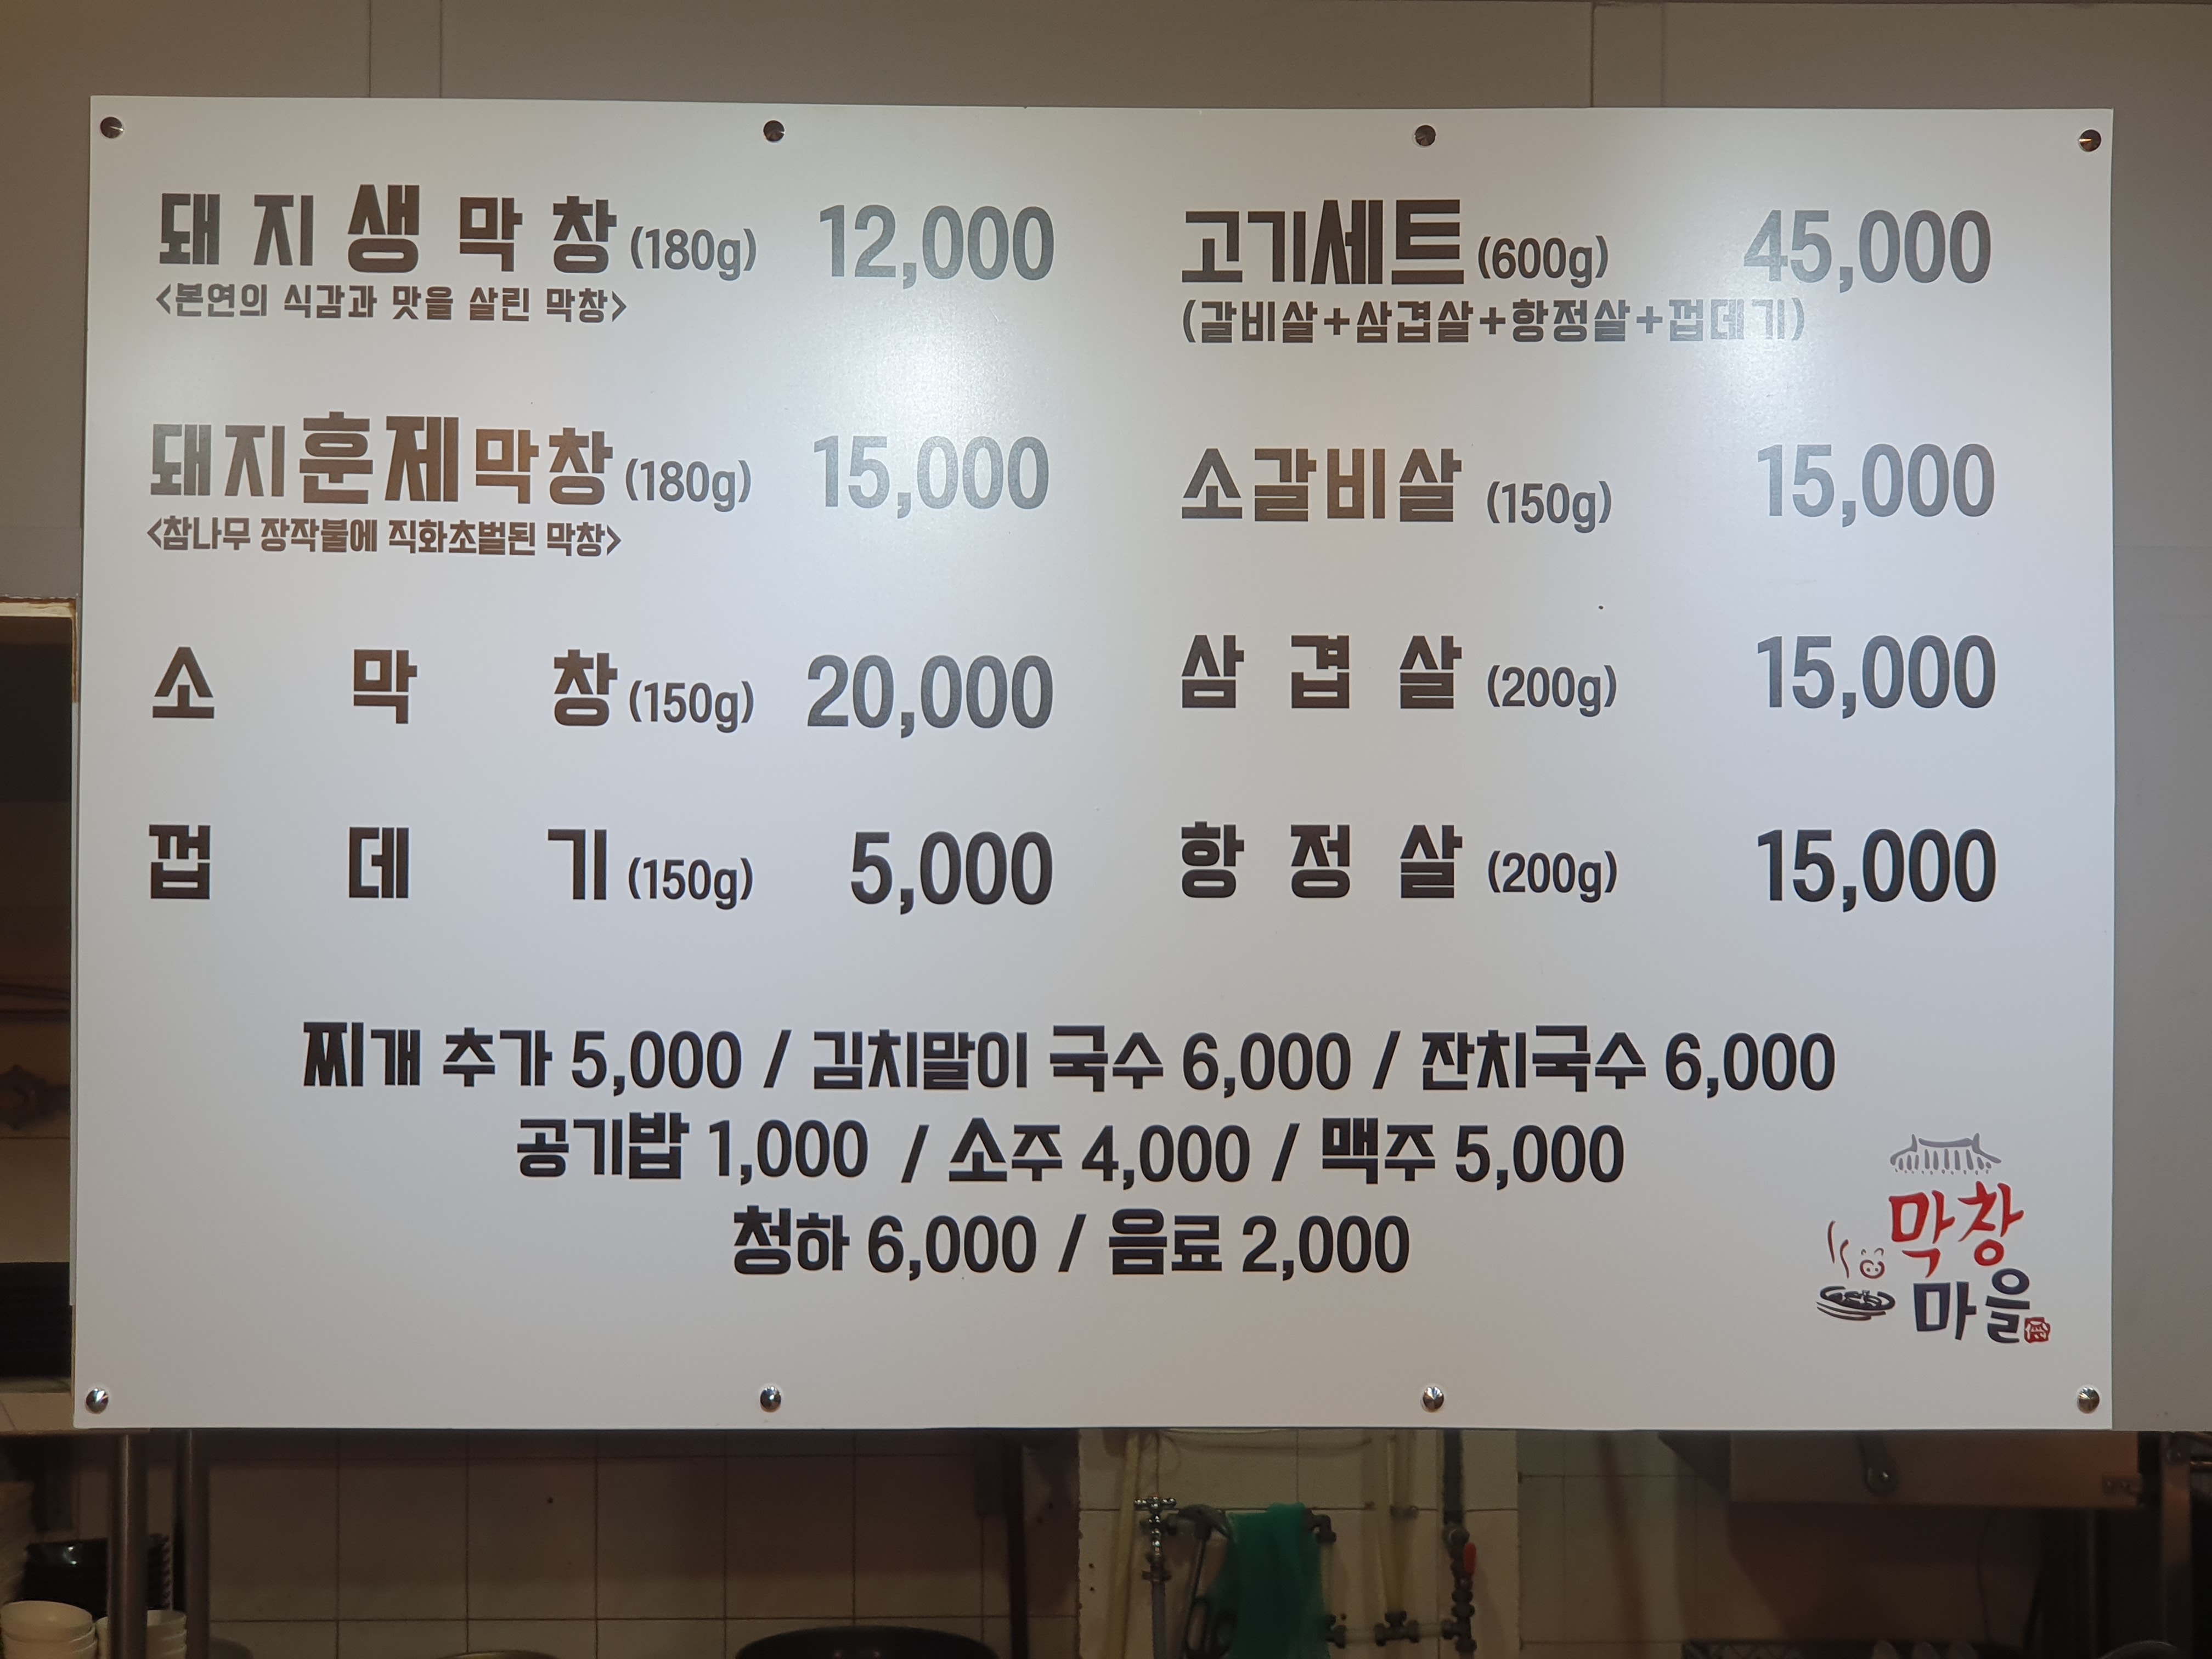 돼지생막창(180g) 12,000
<본연의 식감과 맛을 살린 막창>
돼지훈제막창(180g) 15,000
<참나무 장작불에 직화초벌된 막창>
소막창(150g) 20,000
껍데기(150g) 5,000
고기세트(600g) 45,000
(갈비살+삼겹살+항정살+껍데기)
소갈비살 (150g) 15,000
삼겹살 (200g) 15,000
항정살 (200g) 15,000
찌개 추가 5,000 / 김치말이 국수 6,000 / 잔치국수 6,000
공기밥 1,000 / 소주 4,000 / 맥주 5,000
청하 6,000 / 음료 2,000
막창
마을